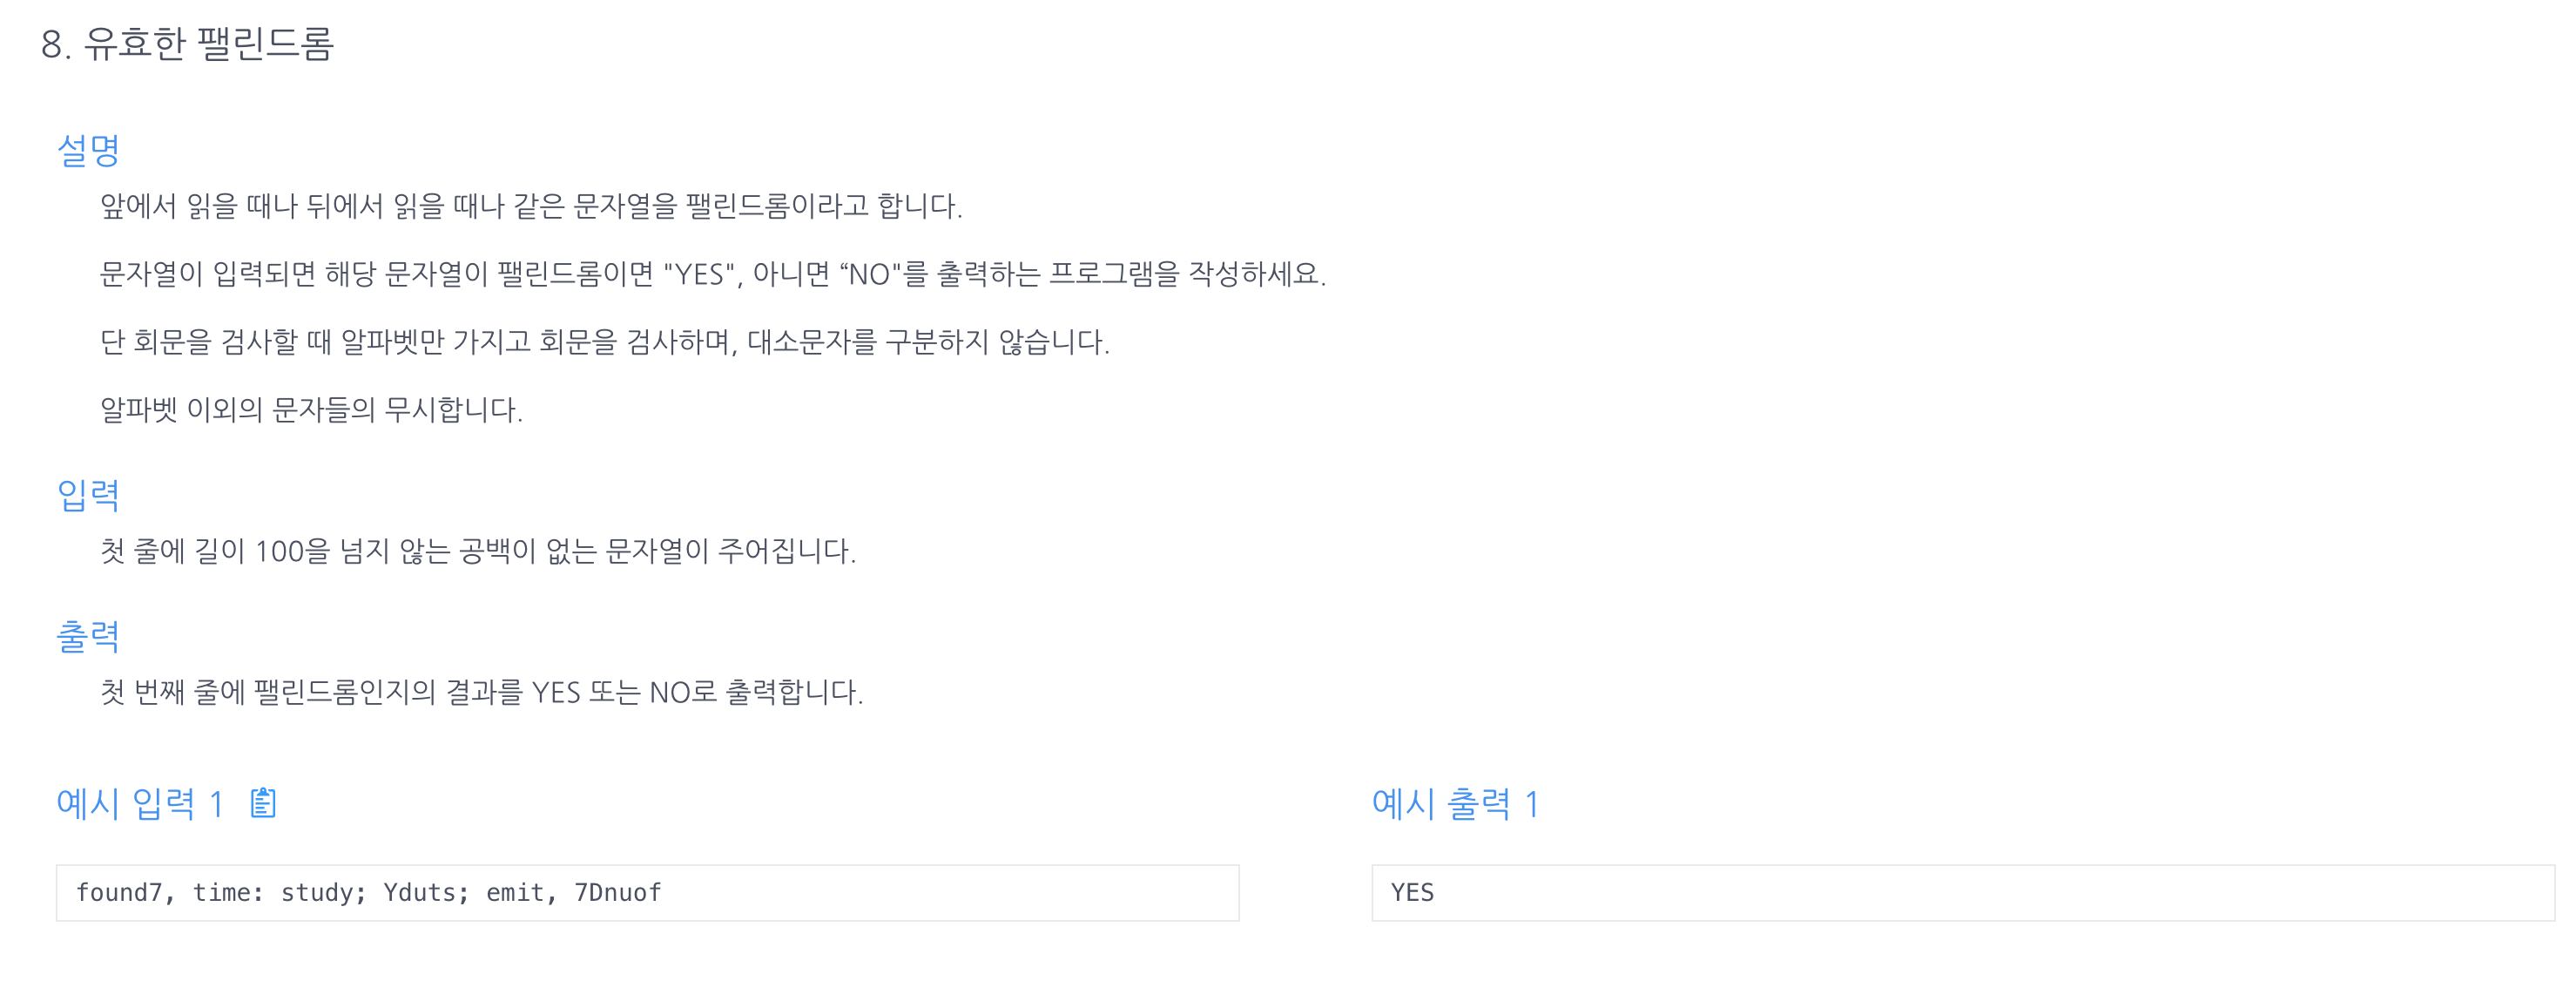 8. 유효한 팰린드롬
설명
앞에서 읽을 때나 뒤에서 읽을 때나 같은 문자열을 팰린드롬이라고 합니다.
문자열이 입력되면 해당 문자열이 팰린드롬이면 "YES", 아니면 “NO"를 출력하는 프로그램을 작성하세요.
단 회문을 검사할 때 알파벳만 가지고 회문을 검사하며, 대소문자를 구분하지 않습니다.
알파벳 이외의 문자들의 무시합니다.
입력
첫 줄에 길이 100을 넘지 않는 공백이 없는 문자열이 주어집니다.
출력
첫 번째 줄에 팰린드롬인지의 결과를 YES 또는 NO로 출력합니다.
예시 입력 1
found7, time: study; Yduts; emit, 7Dnuof
예시 출력 1
YES